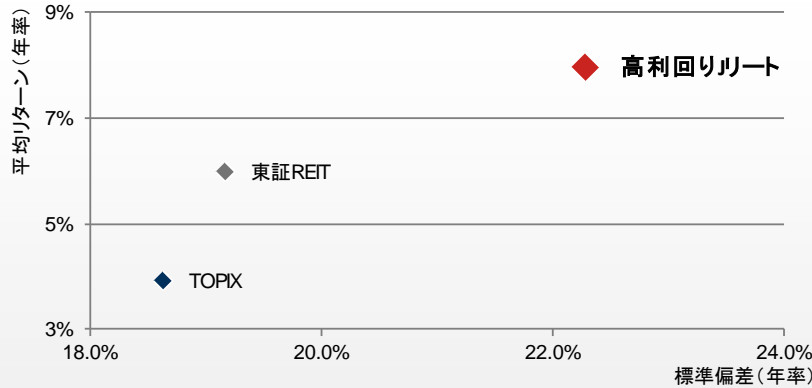 平均リターン(年率)
9%
7%
5%
3%
高利回りJリート
東証REIT
TOPIX
18.0%
20.0%
22.0%
24.0%
標準偏差(年率)